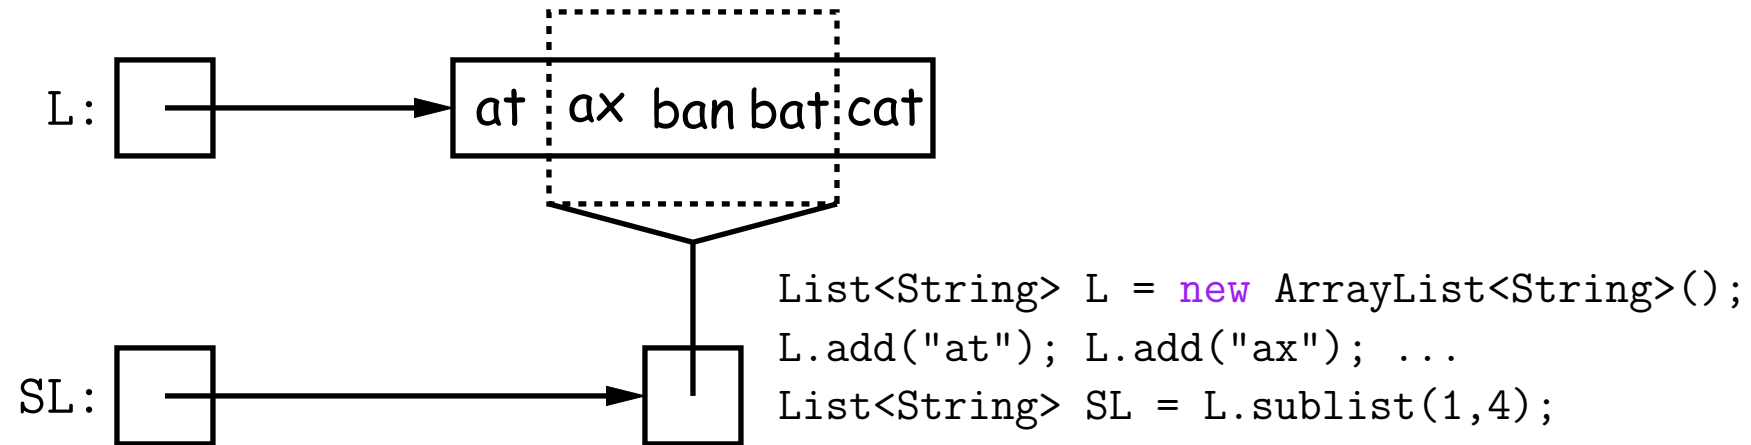 L: at ax ban bat cat
List<String> L = new ArrayList<String>();
L.add("at"); L.add("ax"); ...
SL: List<String> SL = L.sublist(1,4);